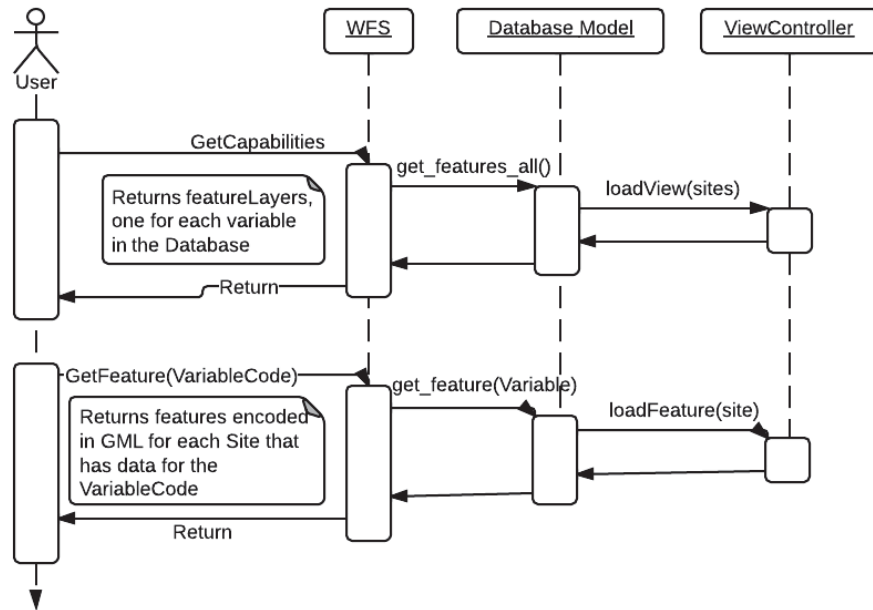 WFS
Database Model
ViewController
User
GetCapabilities
get_features_all()
loadView(sites)
Returns featureLayers,
one for each variable
in the Database
Return
GetFeature(VariableCode)
get_feature(Variable)
loadFeature(site)
Returns features encoded
in GML for each Site that
has data for the
VariableCode
Return